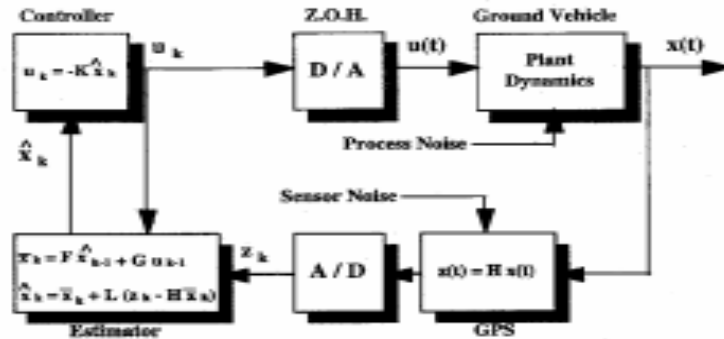 Controller
Z.O.H.
Ground Vehicle
u k
u(t)
x(t)
u k = -K x̂ k
D / A
Plant
Dynamics
x̂ k
Process Noise
Sensor Noise
z k
x̄ k = F x̂ k-1 + G u k-1
x̂ k = x̄ k + L (z k - H x̄ k)
A / D
z(t) = H x(t)
Estimator
GPS